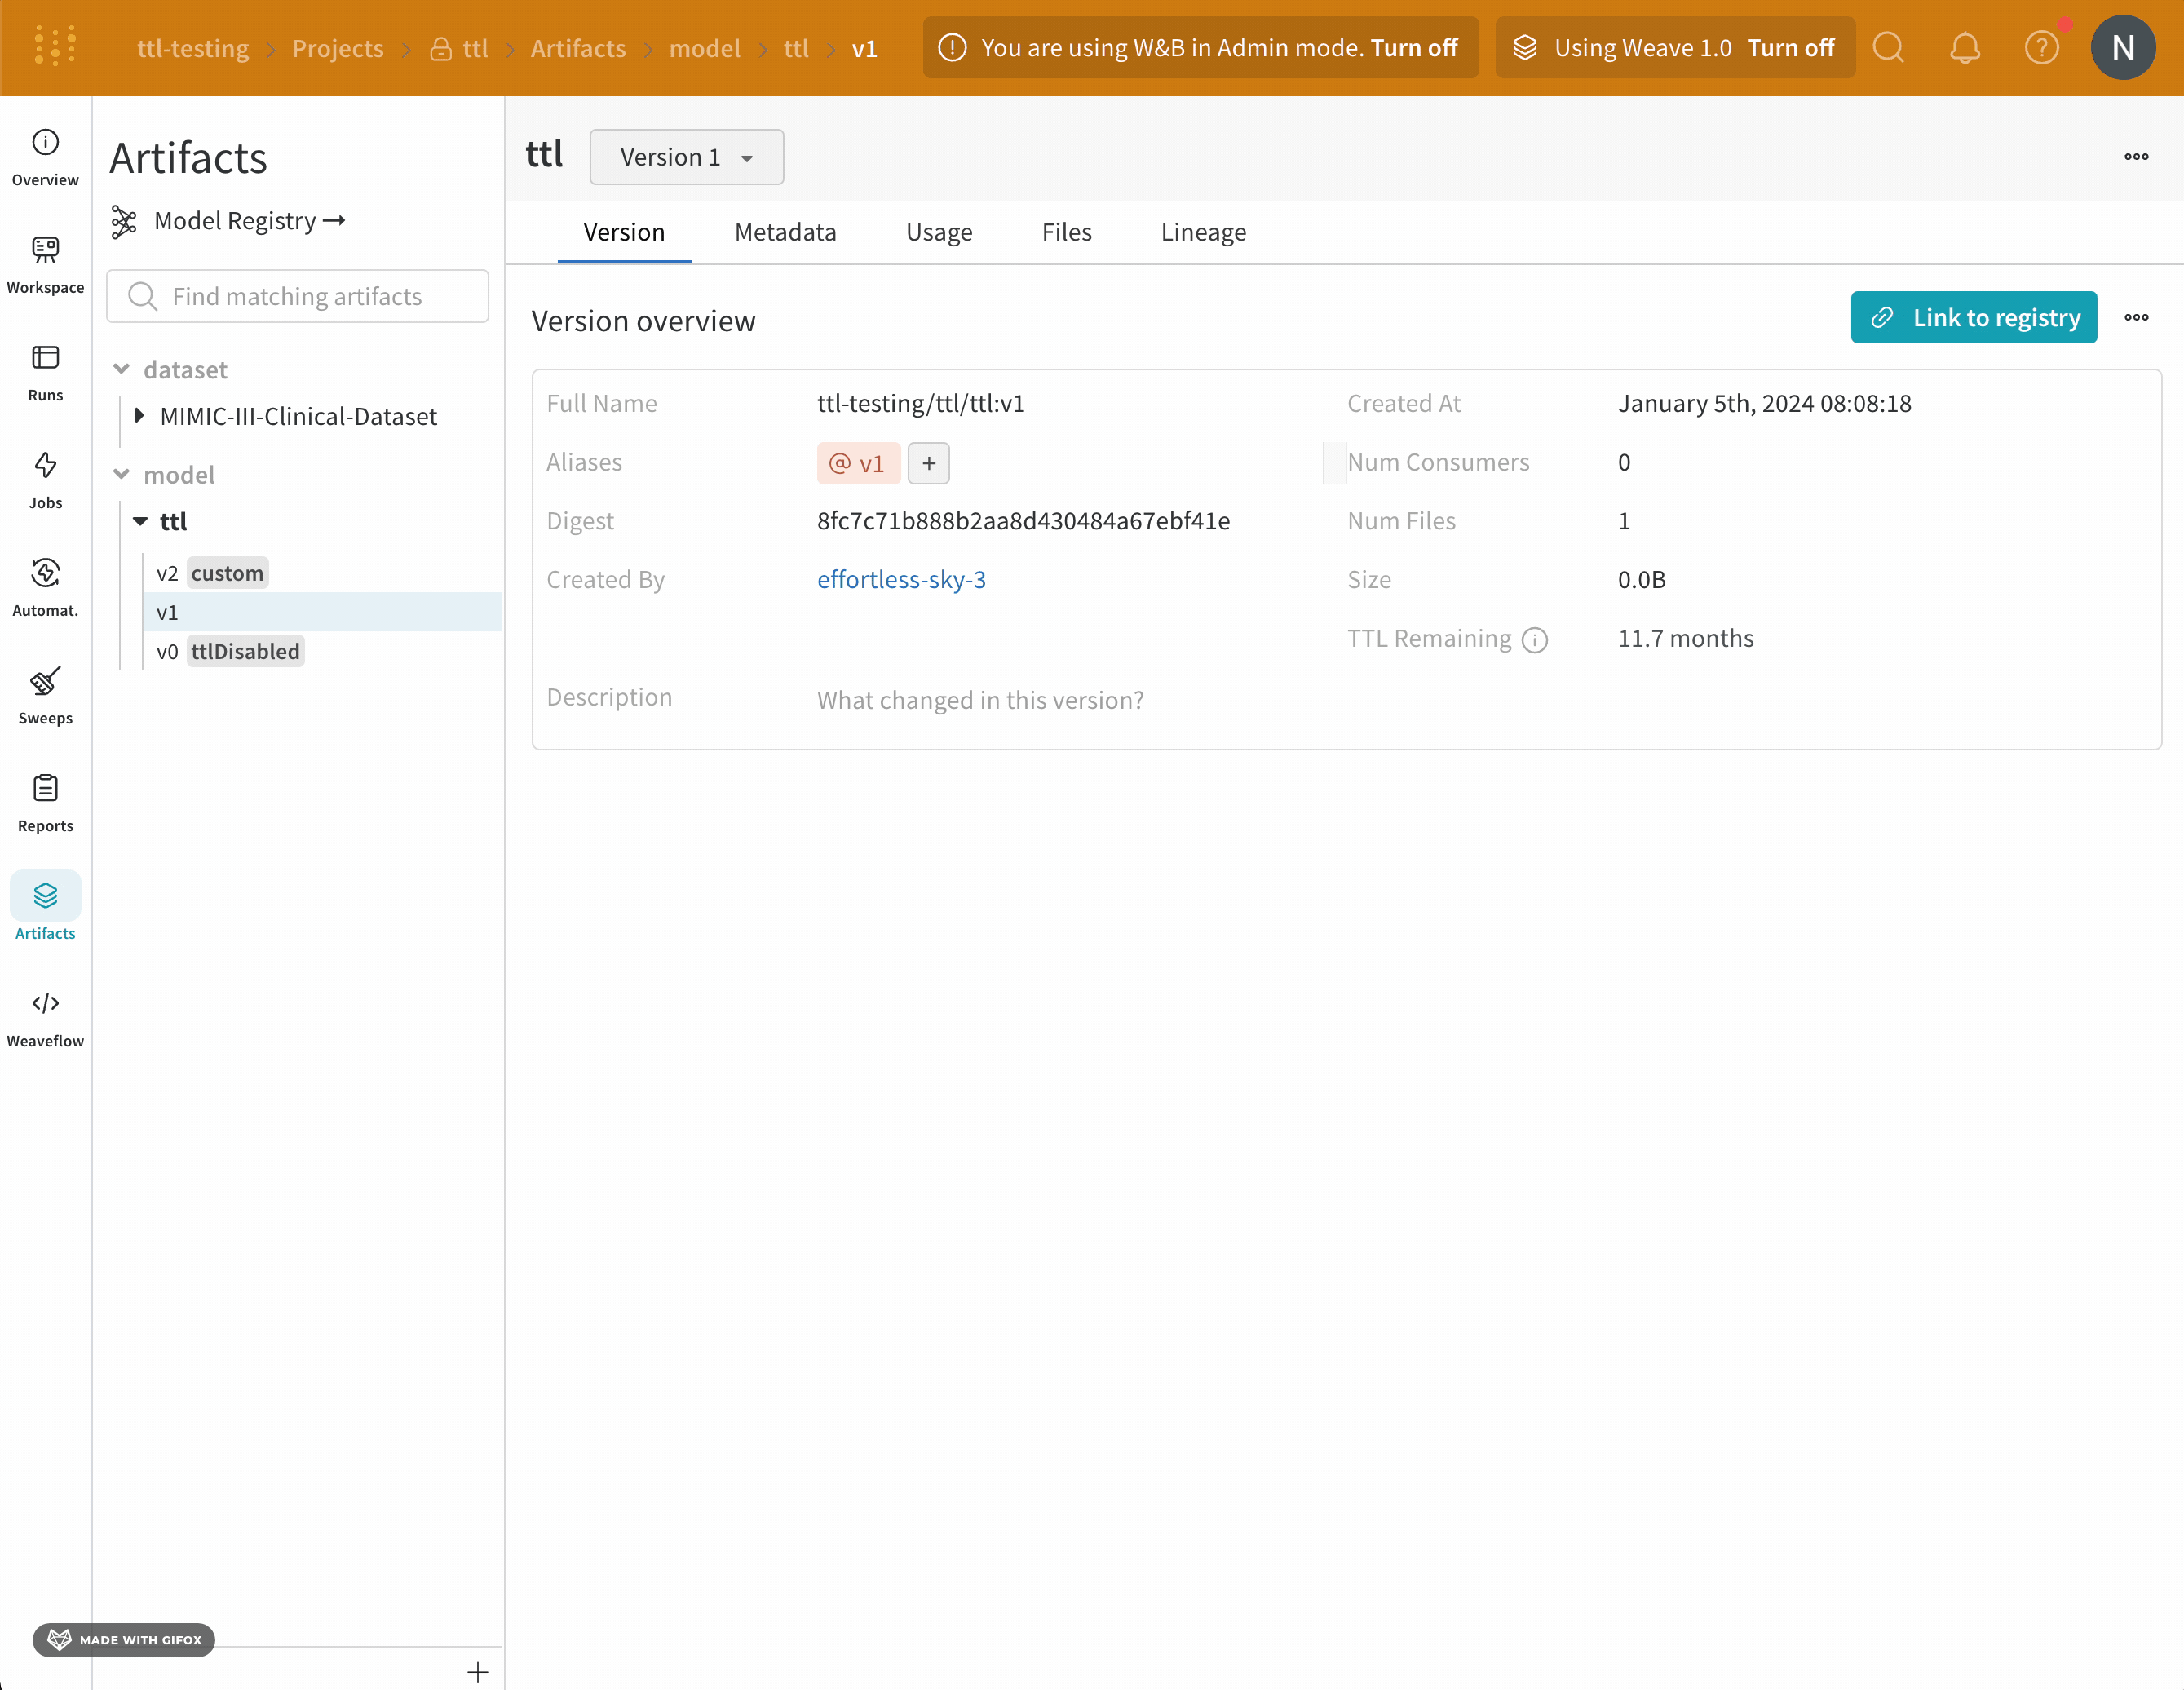 ttl-testing > Projects > ttl > Artifacts > model > ttl > v1
You are using W&B in Admin mode. Turn off
Using Weave 1.0 Turn off
N
Overview
Workspace
Runs
Jobs
Automat.
Sweeps
Reports
Artifacts
Weaveflow
Artifacts
Model Registry →
Find matching artifacts
dataset
MIMIC-III-Clinical-Dataset
model
ttl
v2 custom
v1
v0 ttlDisabled
MADE WITH GIFOX
+
ttl Version 1
Version Metadata Usage Files Lineage
Version overview
Link to registry
Full Name ttl-testing/ttl/ttl:v1
Aliases @ v1 +
Digest 8fc7c71b888b2aa8d430484a67ebf41e
Created By effortless-sky-3
Created At January 5th, 2024 08:08:18
Num Consumers 0
Num Files 1
Size 0.0B
TTL Remaining 11.7 months
Description What changed in this version?